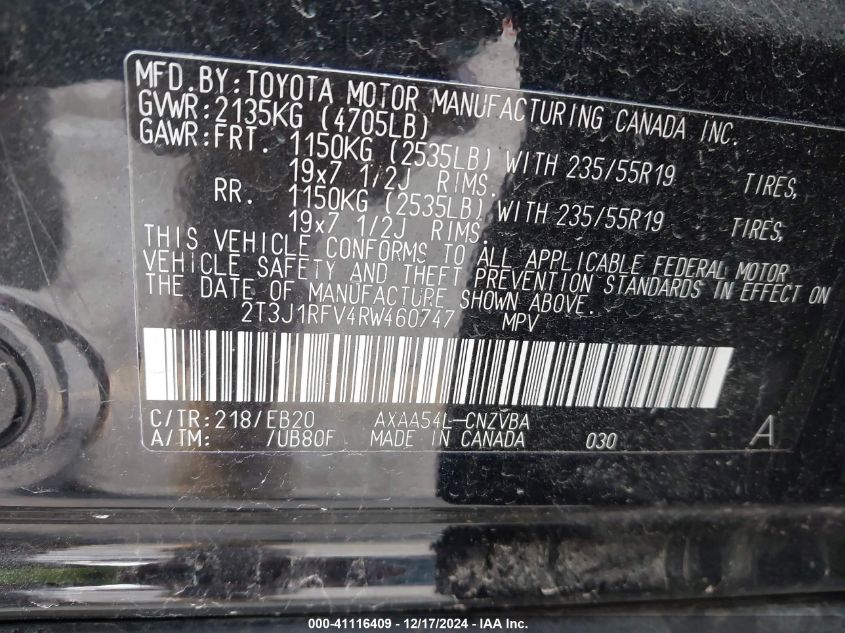 MFD.BY:TOYOTA MOTOR MANUFACTURING CANADA INC.
GVWR:2135KG (4705LB)
GAWR:FRT. 1150KG (2535LB) WITH 235/55R19 TIRES,
19x7 1/2J RIMS.
RR. 1150KG (2535LB) WITH 235/55R19 TIRES,
19x7 1/2J RIMS.
THIS VEHICLE CONFORMS TO ALL APPLICABLE FEDERAL MOTOR
VEHICLE SAFETY AND THEFT PREVENTION STANDARDS IN EFFECT ON
THE DATE OF MANUFACTURE SHOWN ABOVE.
2T3J1RFV4RW460747 MPV
C/TR:218/EB20 AXAA54L-CNZVBA
A/TM: /UB80F MADE IN CANADA 030 A
000-41116409 - 12/17/2024 - IAA Inc.